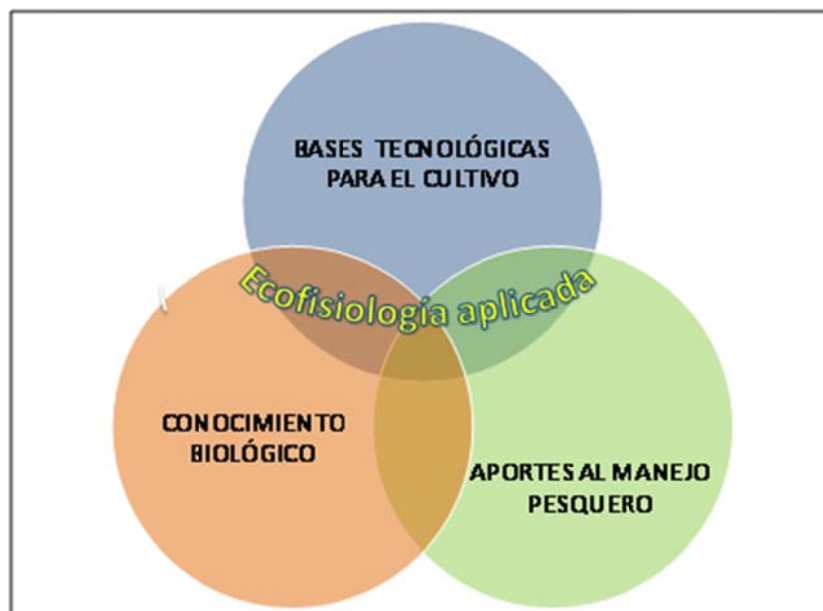 BASES TECNOLÓGICAS
PARA EL CULTIVO
Ecofisiología aplicada
CONOCIMIENTO
BIOLÓGICO
APORTES AL MANEJO
PESQUERO